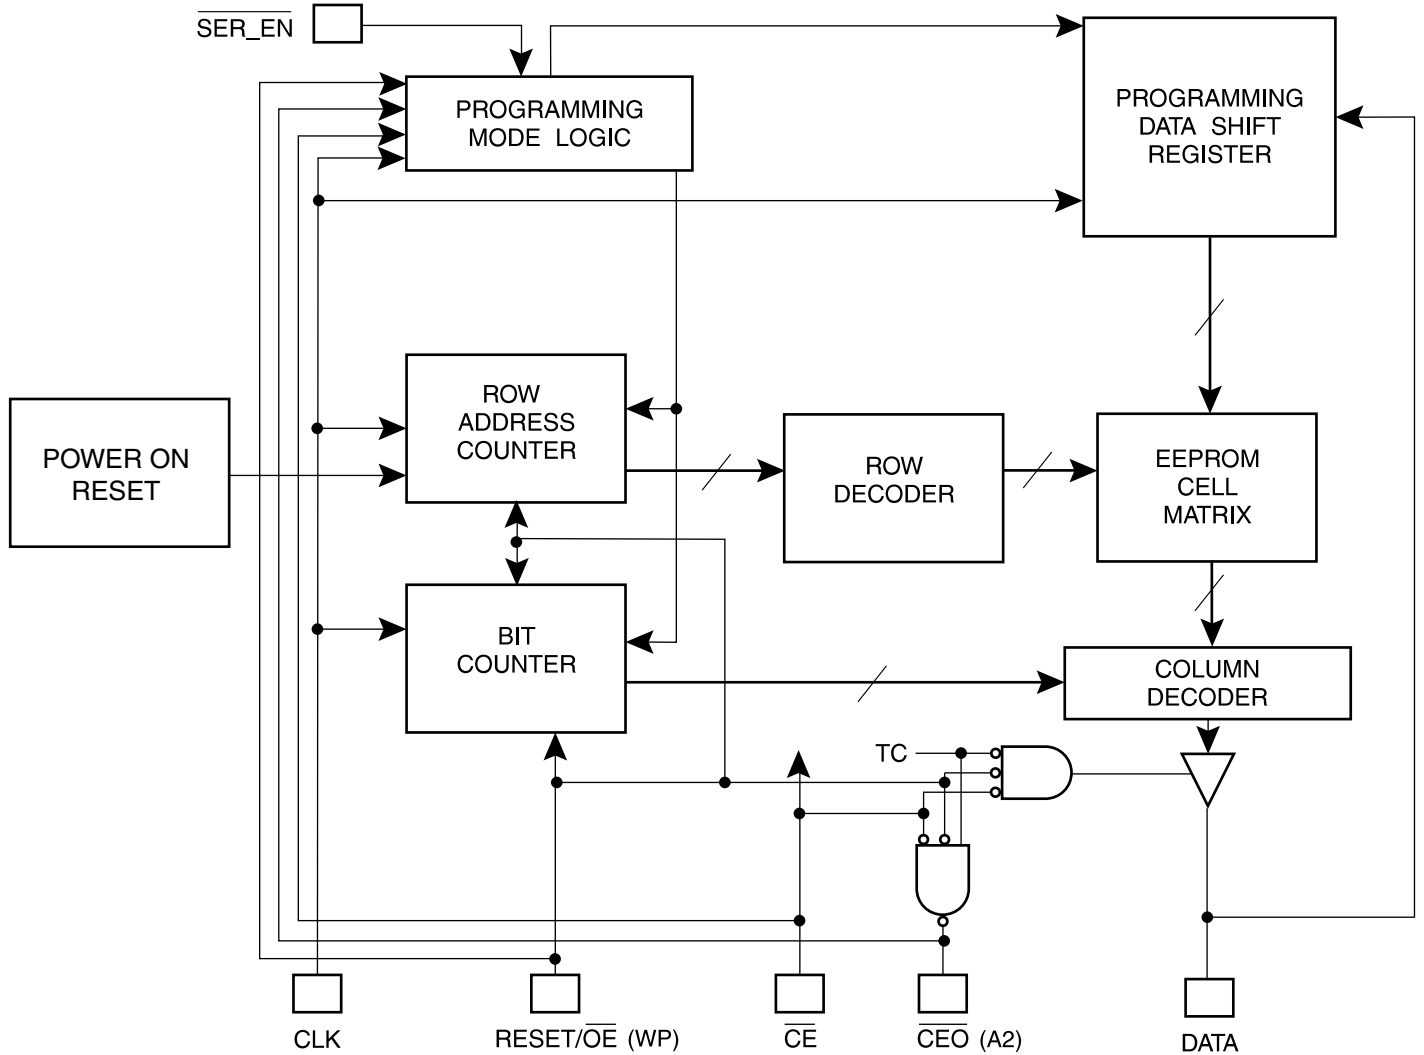 SER_EN
PROGRAMMING
MODE LOGIC
PROGRAMMING
DATA SHIFT
REGISTER
POWER ON
RESET
ROW
ADDRESS
COUNTER
ROW
DECODER
EEPROM
CELL
MATRIX
BIT
COUNTER
COLUMN
DECODER
TC
CLK
RESET/OE (WP)
CE
CEO (A2)
DATA